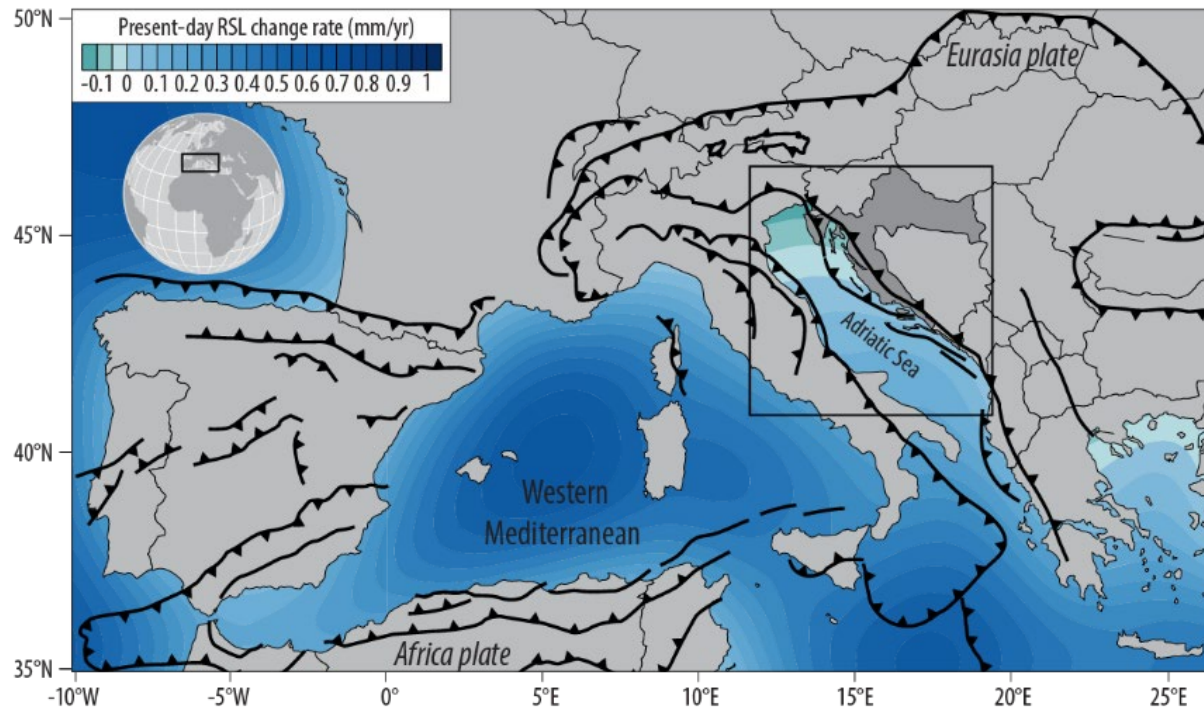 50°N
45°N
40°N
35°N
Present-day RSL change rate (mm/yr)
-0.1 0 0.1 0.2 0.3 0.4 0.5 0.6 0.7 0.8 0.9 1
Eurasia plate
Adriatic Sea
Western
Mediterranean
Africa plate
-10°W -5°W 0° 5°E 10°E 15°E 20°E 25°E